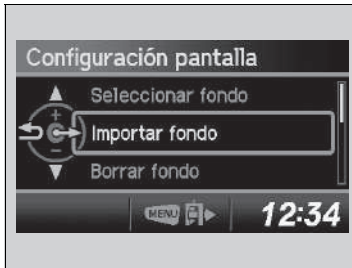 Configuración pantalla
Seleccionar fondo
Importar fondo
Borrar fondo
MENU
12:34